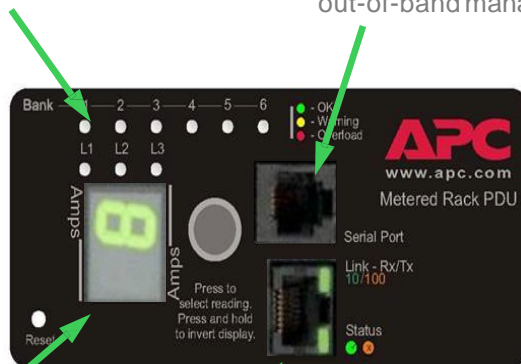 out-of-band mana
Bank 1 2 3 4 5 6
- OK
- Warning
- Overload
L1 L2 L3
APC
www.apc.com
Metered Rack PDU
Amps
8
Amps
Serial Port
Link - Rx/Tx
10/100
Press to
select reading.
Press and hold
to invert display.
Reset
Status